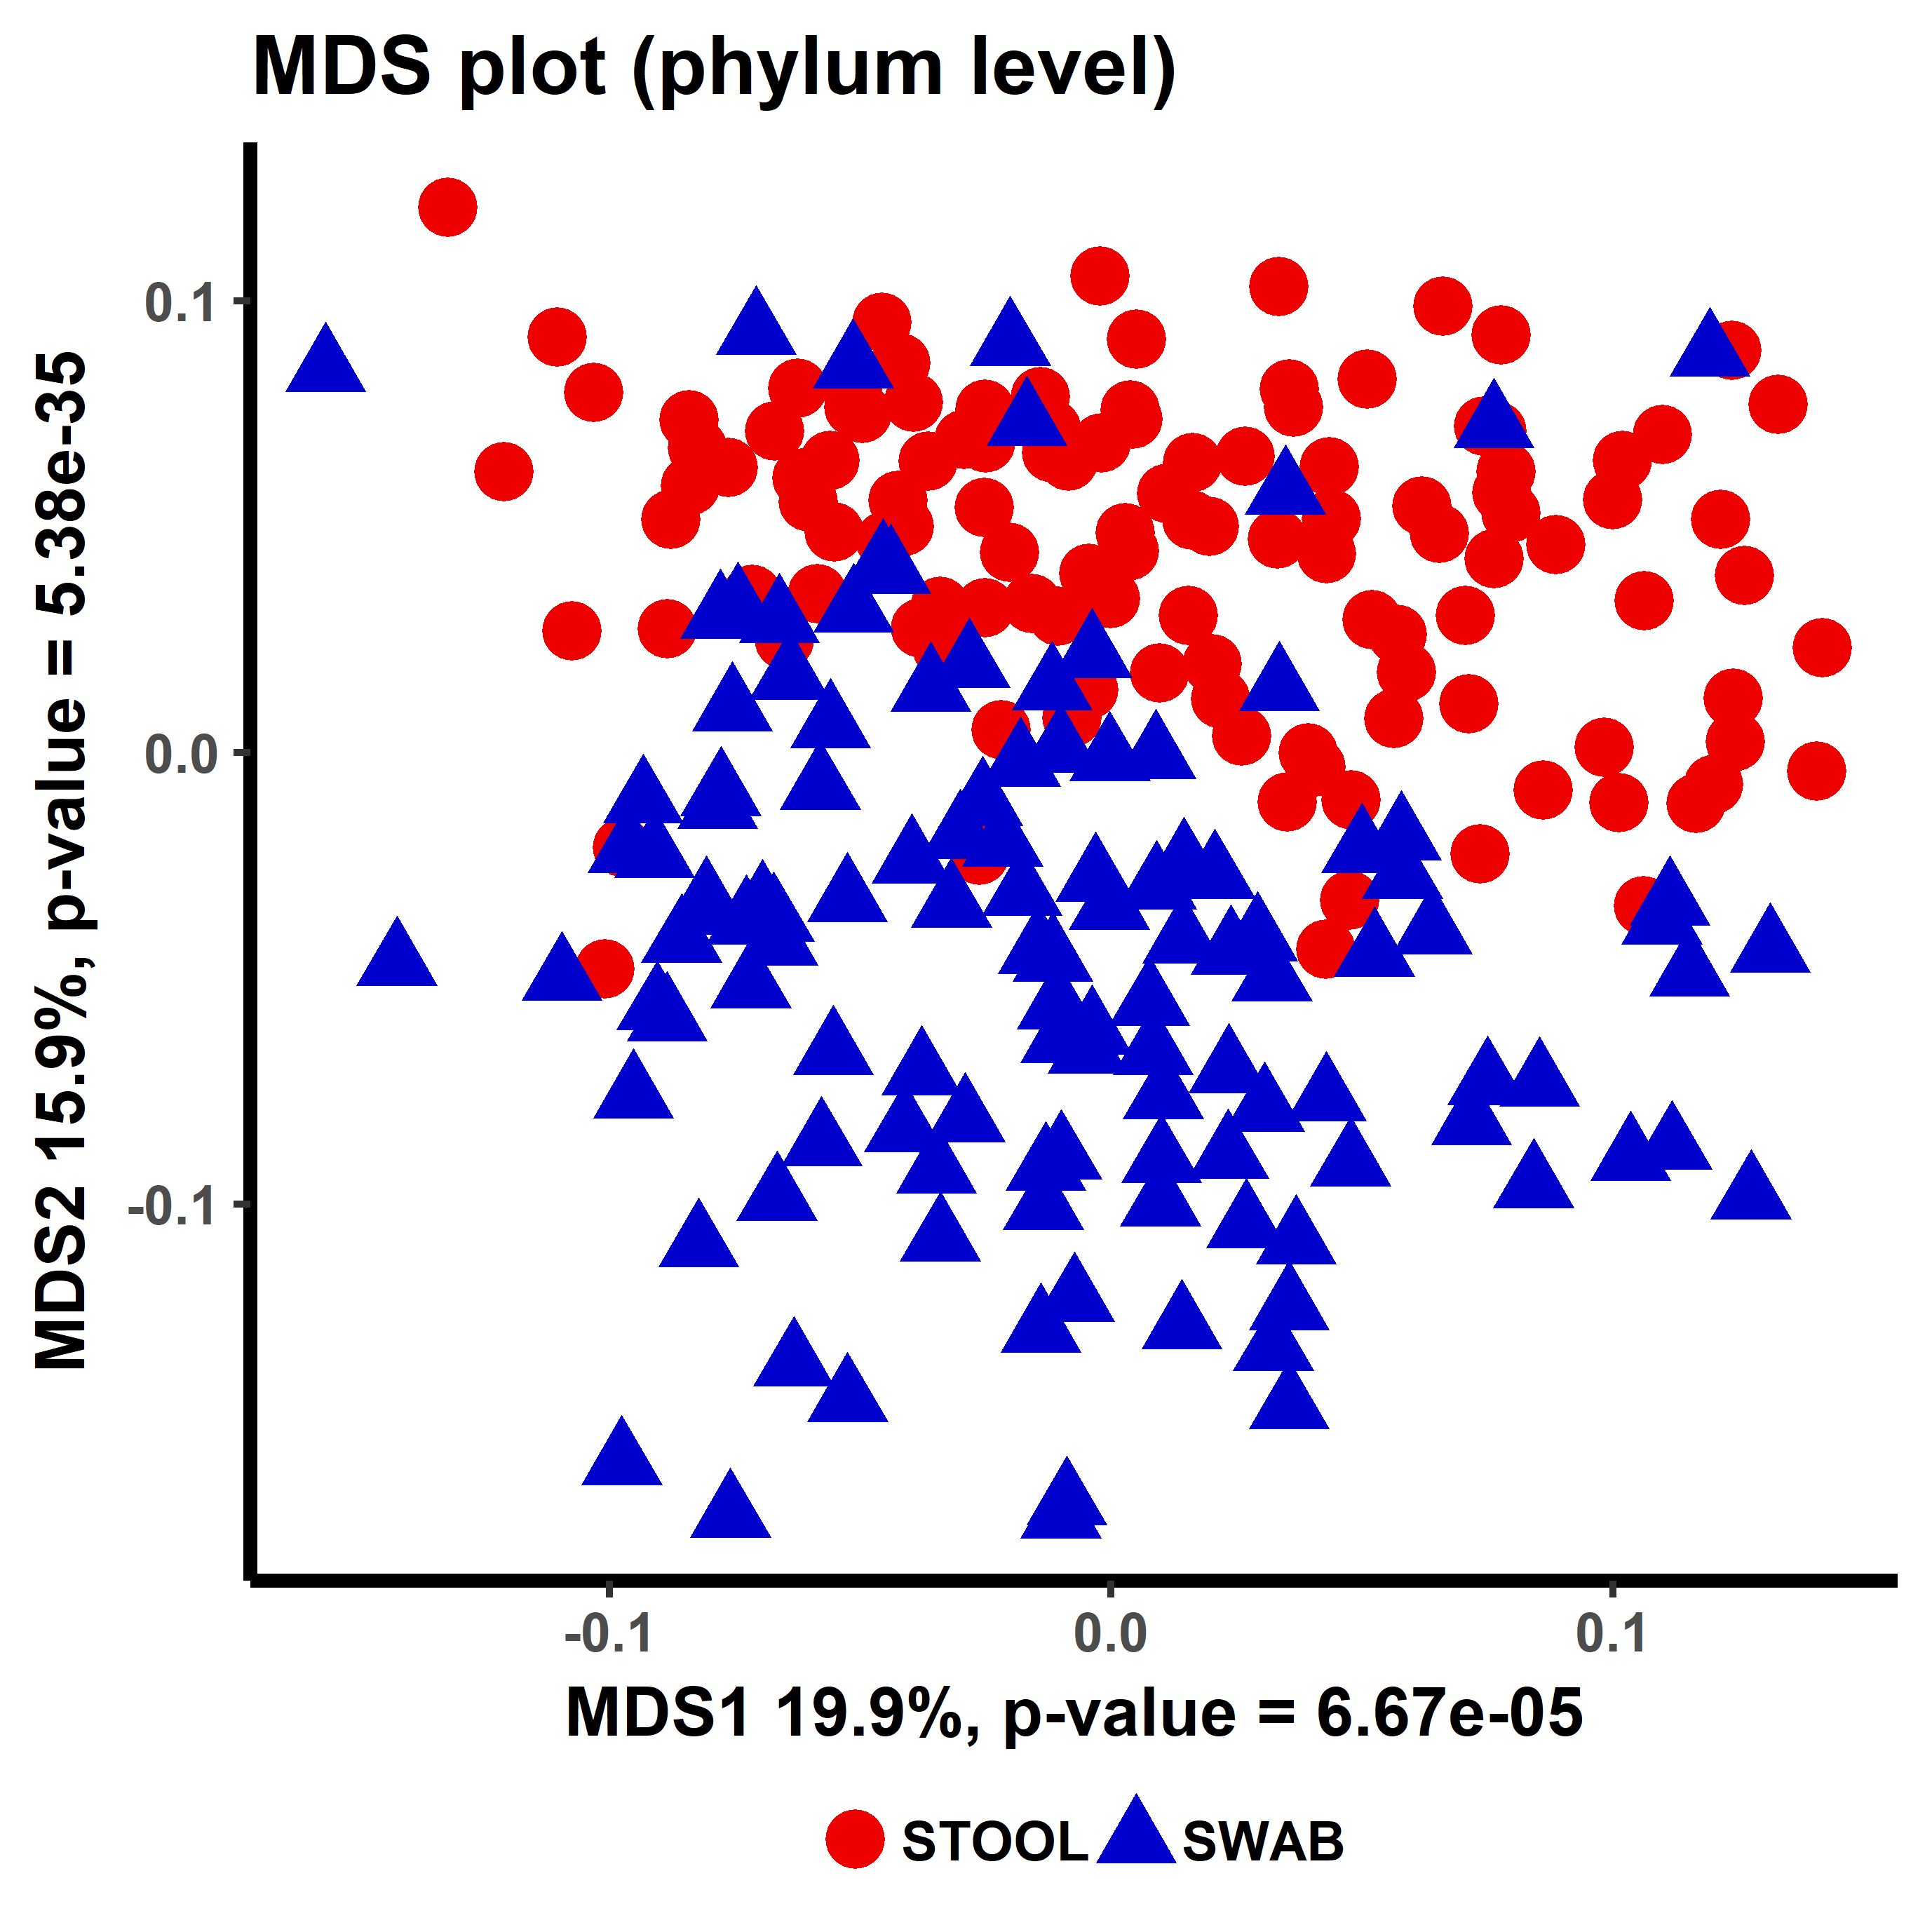 MDS plot (phylum level)
MDS2 15.9%, p-value = 5.38e-35
0.1
0.0
-0.1
-0.1 0.0 0.1
MDS1 19.9%, p-value = 6.67e-05
STOOL SWAB